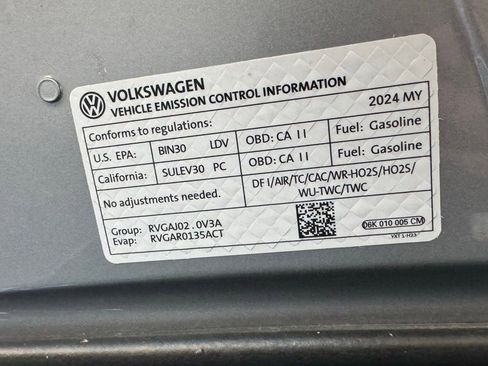 VOLKSWAGEN
VEHICLE EMISSION CONTROL INFORMATION
Conforms to regulations: 2024 MY
U.S. EPA: BIN30 LDV OBD: CA II Fuel: Gasoline
California: SULEV30 PC OBD: CA II Fuel: Gasoline
No adjustments needed. DFI/AIR/TC/CAC/WR-HO2S/HO2S/
WU-TWC/TWC
Group: RVGAJ02.0V3A
Evap: RVGAR0135ACT
06K 010 005 CM